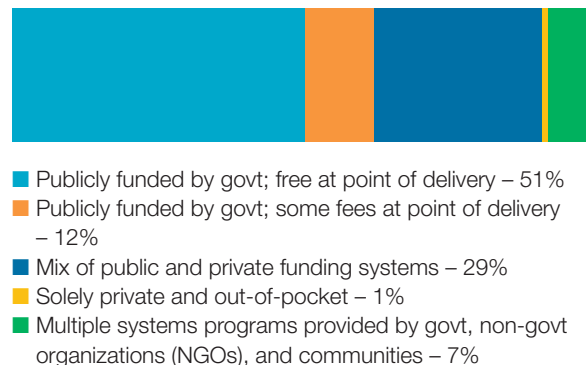 Publicly funded by govt; free at point of delivery – 51%
Publicly funded by govt; some fees at point of delivery
– 12%
Mix of public and private funding systems – 29%
Solely private and out-of-pocket – 1%
Multiple systems programs provided by govt, non-govt
organizations (NGOs), and communities – 7%